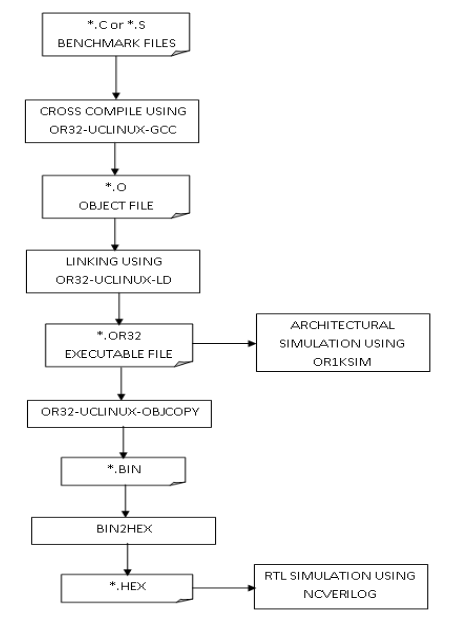 *.C or *.S
BENCHMARK FILES
CROSS COMPILE USING
OR32-UCLINUX-GCC
*.O
OBJECT FILE
LINKING USING
OR32-UCLINUX-LD
*.OR32
EXECUTABLE FILE
ARCHITECTURAL
SIMULATION USING
OR1KSIM
OR32-UCLINUX-OBJCOPY
*.BIN
BIN2HEX
*.HEX
RTL SIMULATION USING
NCVERILOG